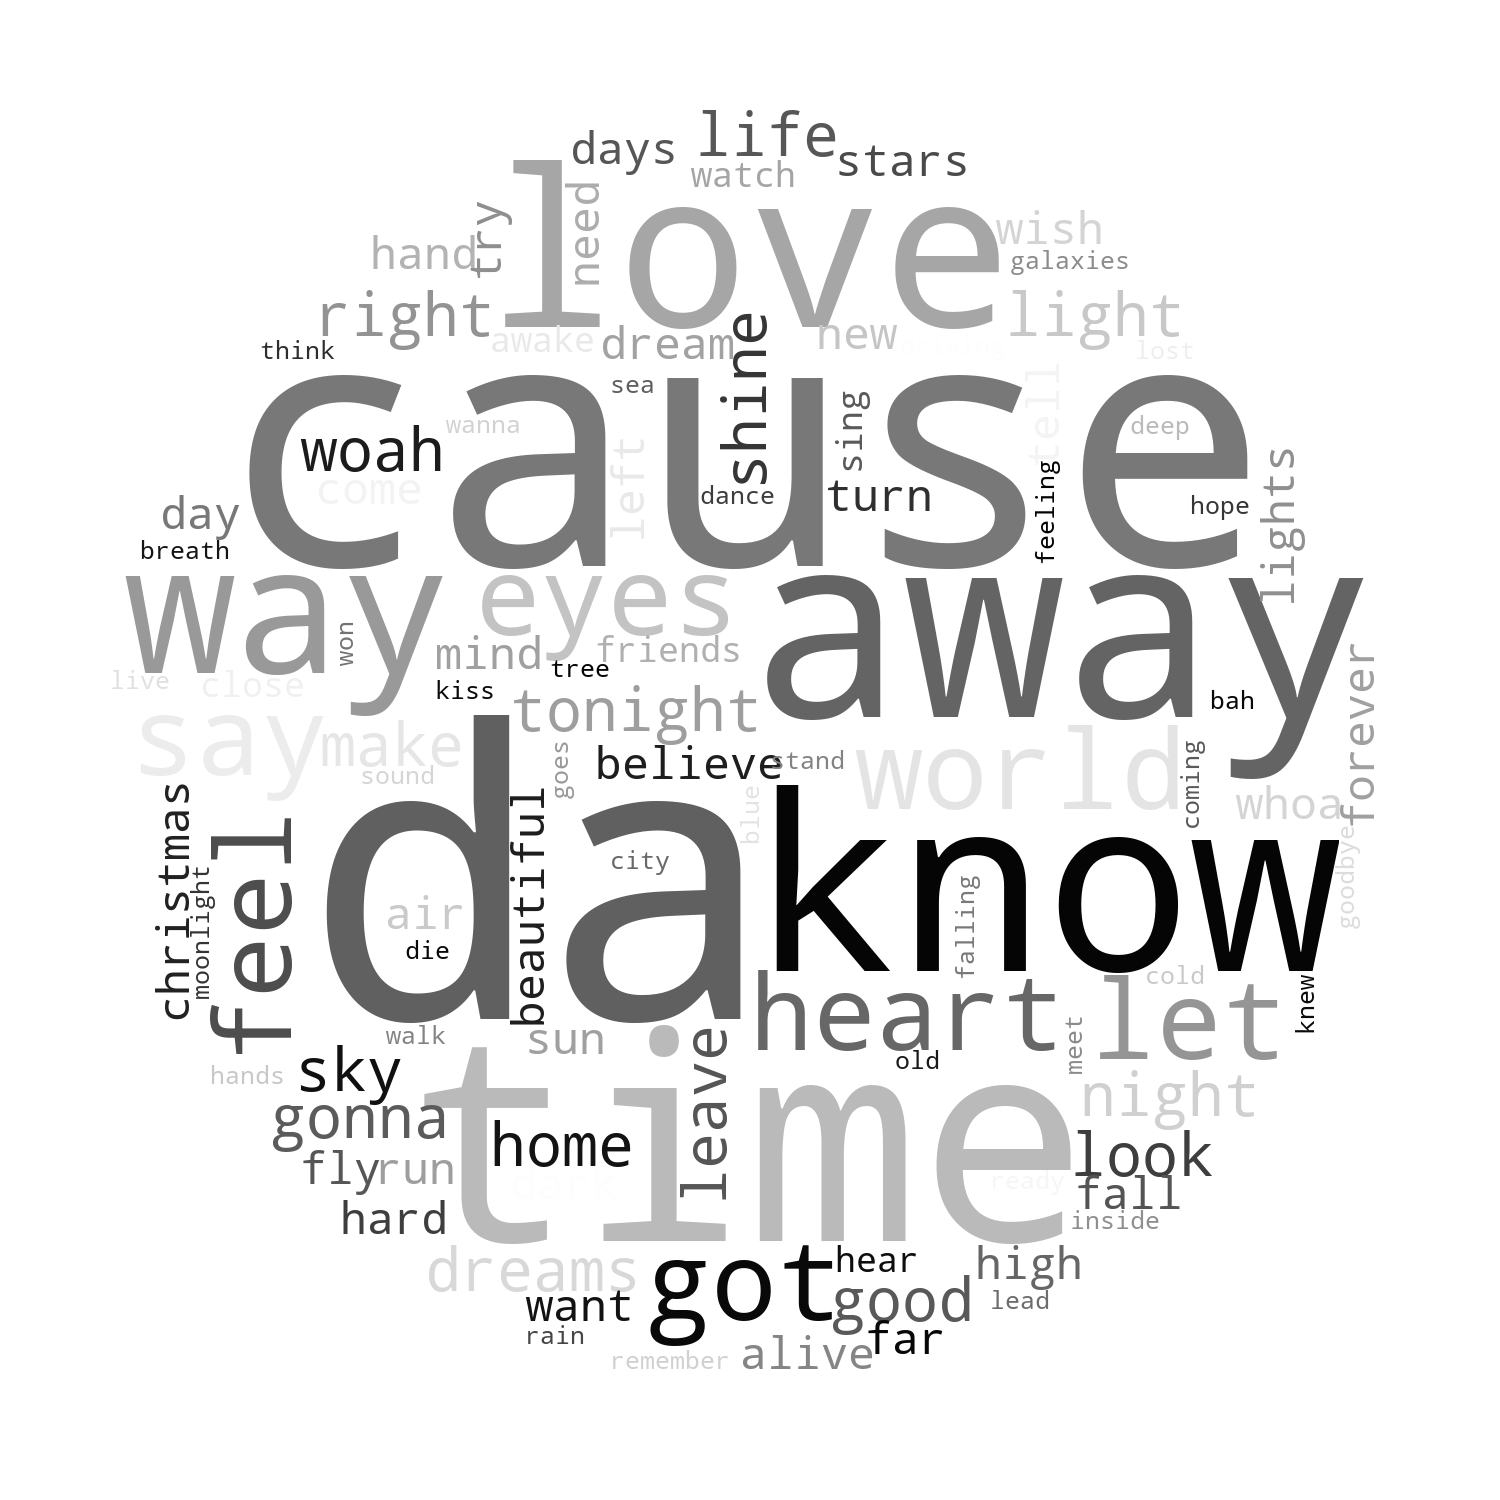 life
days
stars
watch
love
need
try
wish
hand
galaxies
right
light
shine
new
awake
dream
think
lost
cause
sea
tell
wanna
deep
woah
sing
left
come
lights
dance
turn
feeling
hope
day
breath
way
eyes
away
won
mind
friends
tree
live
close
kiss
bah
forever
tonight
say
make
believe
stand
world
coming
sound
goes
christmas
beautiful
blue
whoa
know
da
feel
moonlight
city
goodbye
air
falling
die
cold
heart
let
knew
walk
sun
leave
old
meet
hands
sky
time
night
gonna
home
look
fly
run
dark
ready
fall
hard
inside
dreams
got
hear
high
want
good
lead
rain
far
remember
alive